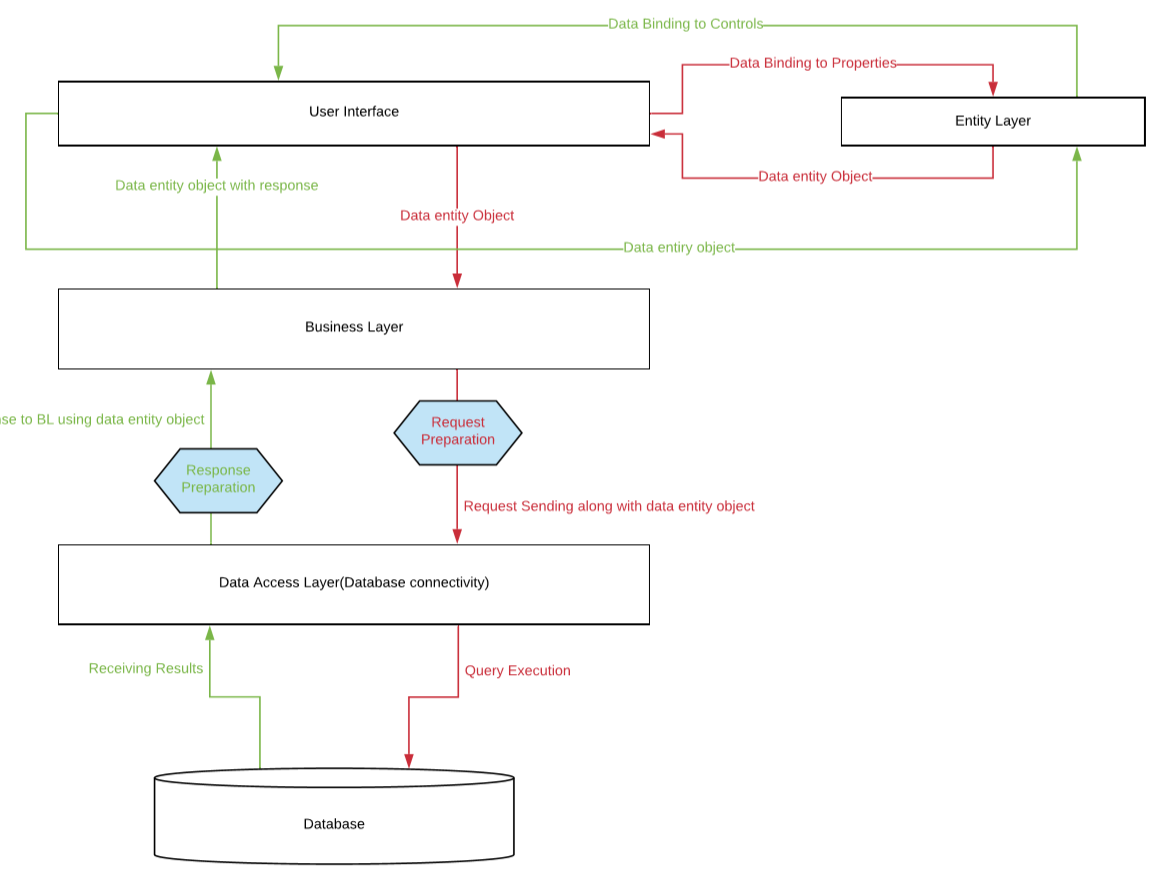 Data Binding to Controls
Data Binding to Properties
User Interface
Entity Layer
Data entity Object
Data entity object with response
Data entity Object
Data entiry object
Business Layer
to BL using data entity object
Request
Preparation
Response
Preparation
Request Sending along with data entity object
Data Access Layer(Database connectivity)
Receiving Results
Query Execution
Database